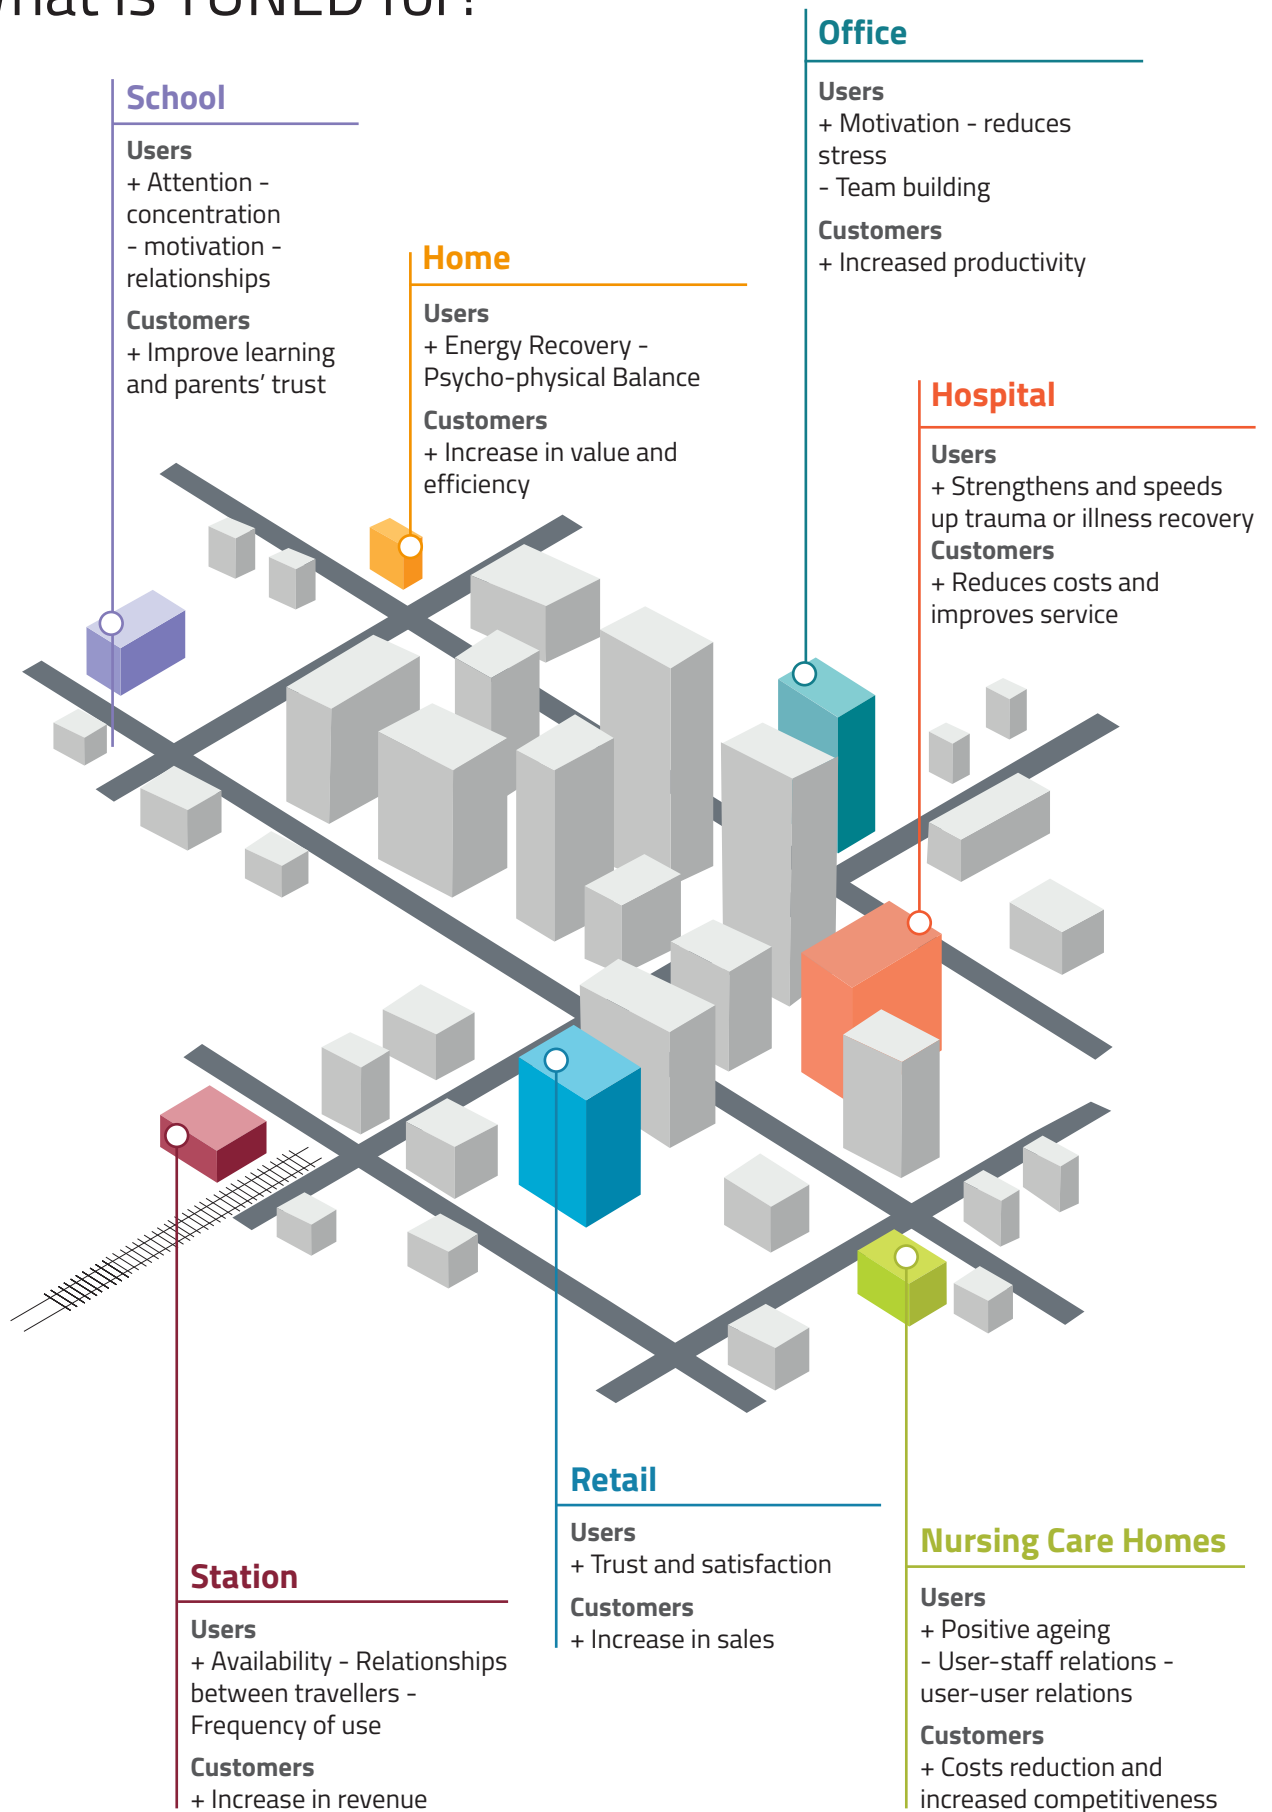 What is TUNED for?
Office
Users
+ Motivation - reduces
stress
- Team building
Customers
+ Increased productivity
School
Users
+ Attention -
concentration
- motivation -
relationships
Customers
+ Improve learning
and parents’ trust
Home
Users
+ Energy Recovery -
Psycho-physical Balance
Customers
+ Increase in value and
efficiency
Hospital
Users
+ Strengthens and speeds
up trauma or illness recovery
Customers
+ Reduces costs and
improves service
Retail
Users
+ Trust and satisfaction
Customers
+ Increase in sales
Nursing Care Homes
Users
+ Positive ageing
- User-staff relations -
user-user relations
Customers
+ Costs reduction and
increased competitiveness
Station
Users
+ Availability - Relationships
between travellers -
Frequency of use
Customers
+ Increase in revenue